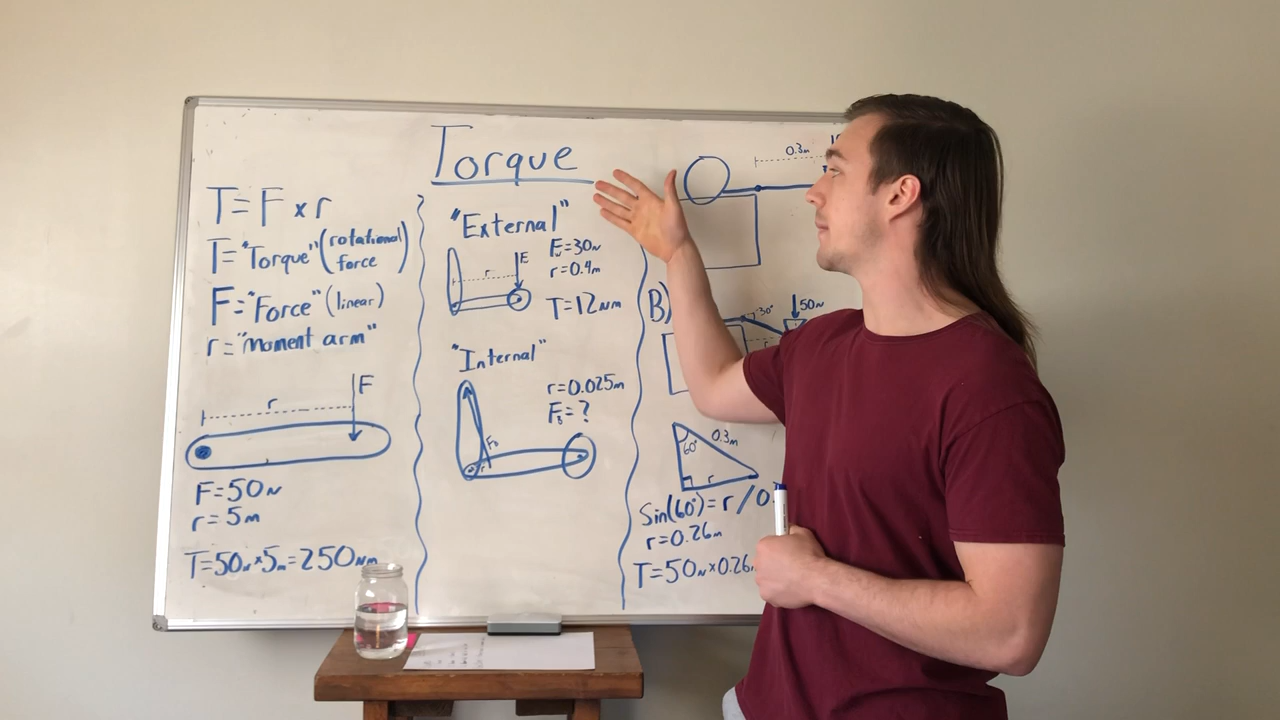 Torque
T = F x r
T = "Torque" (rotational force)
F = "Force" (linear)
r = "Moment arm"
r
F
F = 50N
r = 5m
T = 50N x 5m = 250Nm
"External"
r
F = 30N
r = 0.4m
T = 12Nm
"Internal"
r = 0.025m
= ?
r
0.3m
B)
30°
50N
r
60°
0.3m
r
Sin(60°) = r / 0.
r = 0.26m
T = 50N x 0.26